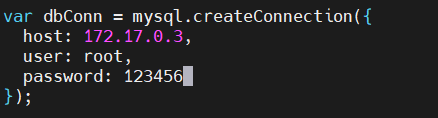 var dbConn = mysql.createConnection({
  host: 172.17.0.3,
  user: root,
  password: 123456
});